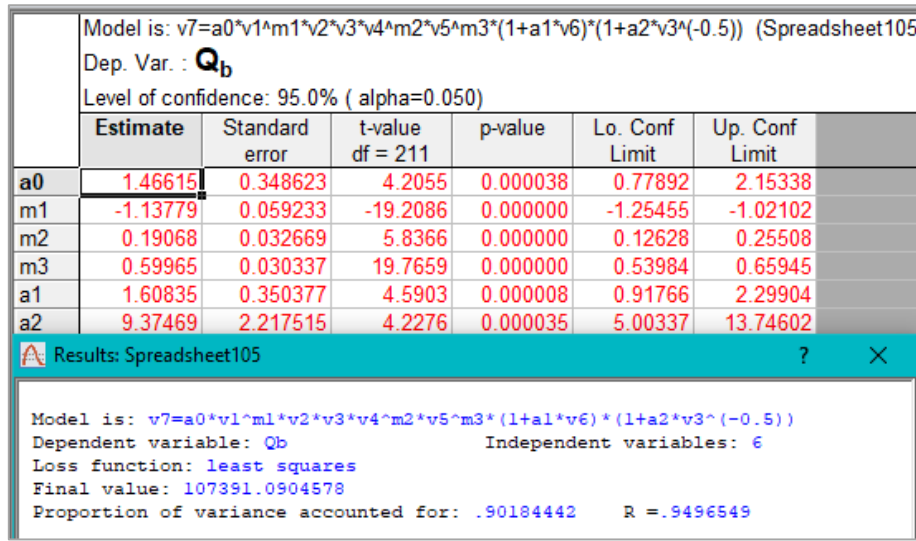 Model is: v7=a0*v1^m1*v2*v3*v4^m2*v5^m3*(1+a1*v6)*(1+a2*v3^(-0.5)) (Spreadsheet105
Dep. Var. : Qb
Level of confidence: 95.0% ( alpha=0.050)
Estimate Standard error t-value df = 211 p-value Lo. Conf Limit Up. Conf Limit
a0 1.46615 0.348623 4.2055 0.000038 0.77892 2.15338
m1 -1.13779 0.059233 -19.2086 0.000000 -1.25455 -1.02102
m2 0.19068 0.032669 5.8366 0.000000 0.12628 0.25508
m3 0.59965 0.030337 19.7659 0.000000 0.53984 0.65945
a1 1.60835 0.350377 4.5903 0.000008 0.91766 2.29904
a2 9.37469 2.217515 4.2276 0.000035 5.00337 13.74602
Results: Spreadsheet105 ? ×
Model is: v7=a0*v1^m1*v2*v3*v4^m2*v5^m3*(1+a1*v6)*(1+a2*v3^(-0.5))
Dependent variable: Qb Independent variables: 6
Loss function: least squares
Final value: 107391.0904578
Proportion of variance accounted for: .90184442 R =.9496549